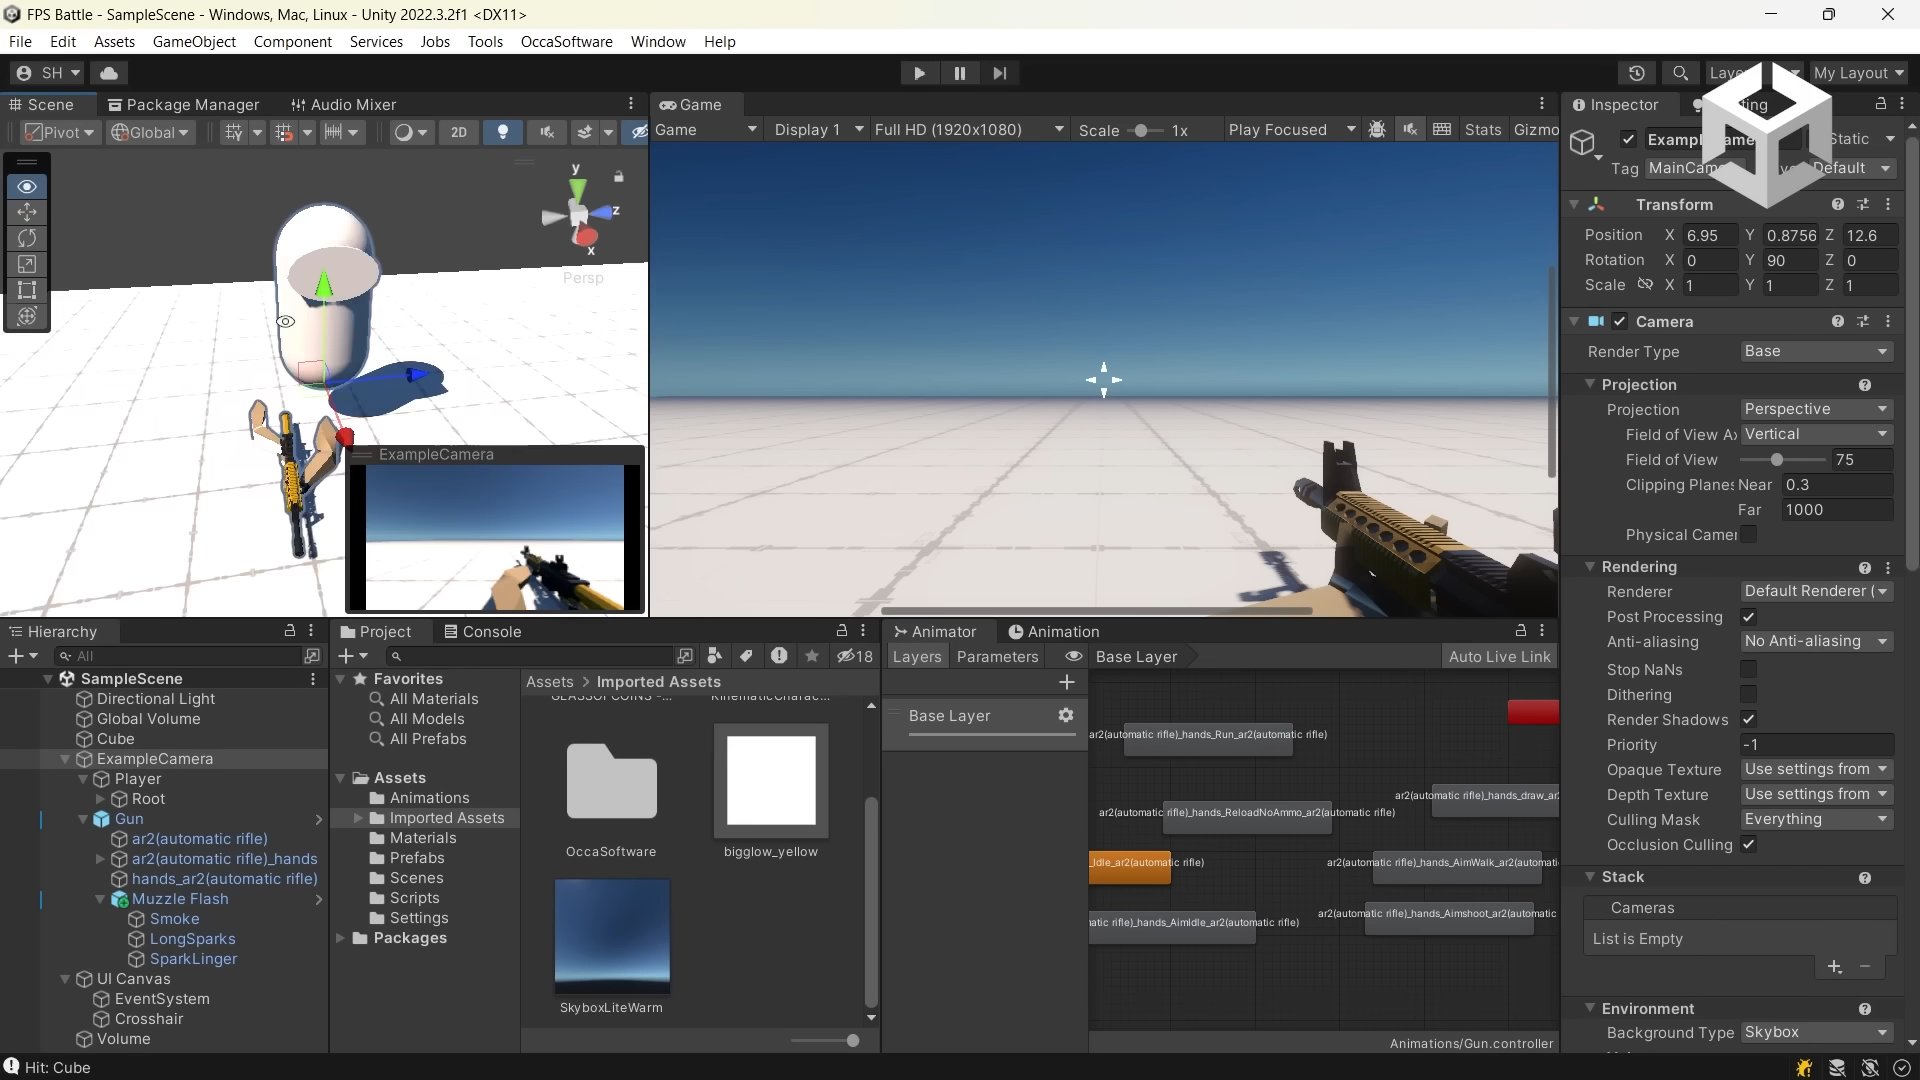 FPS Battle - SampleScene - Windows, Mac, Linux - Unity 2022.3.2f1 <DX11>
File Edit Assets GameObject Component Services Jobs Tools OccaSoftware Window Help
SH
My Layout
Scene Package Manager Audio Mixer
Pivot Global 2D
y
z
x
Persp
ExampleCamera
Game
Game Display 1 Full HD (1920x1080) Scale 1x Play Focused Stats Gizmo
Inspector
Static
Tag MainCam Default
Transform
Position X 6.95 Y 0.8756 Z 12.6
Rotation X 0 Y 90 Z 0
Scale X 1 Y 1 Z 1
Camera
Render Type Base
Projection
Projection Perspective
Field of View Ax Vertical
Field of View 75
Clipping Planes Near 0.3
Far 1000
Physical Camer
Rendering
Renderer Default Renderer (
Post Processing
Anti-aliasing No Anti-aliasing
Stop NaNs
Dithering
Render Shadows
Priority -1
Opaque Texture Use settings from
Depth Texture Use settings from
Culling Mask Everything
Occlusion Culling
Stack
Cameras
List is Empty
+ -
Environment
Background Type Skybox
Hierarchy
+ All
SampleScene
Directional Light
Global Volume
Cube
ExampleCamera
Player
Root
Gun
ar2(automatic rifle)
ar2(automatic rifle)_hands
hands_ar2(automatic rifle)
Muzzle Flash
Smoke
LongSparks
SparkLinger
UI Canvas
EventSystem
Crosshair
Volume
Project Console
+ 18
Favorites
All Materials
All Models
All Prefabs
Assets
Animations
Imported Assets
Materials
Prefabs
Scenes
Scripts
Settings
Packages
Assets > Imported Assets
OccaSoftware
bigglow_yellow
SkyboxLiteWarm
Animator Animation
Layers Parameters Base Layer Auto Live Link
+
Base Layer
ar2(automatic rifle)_hands_Run_ar2(automatic rifle)
ar2(automatic rifle)_hands_draw_ar2
ar2(automatic rifle)_hands_ReloadNoAmmo_ar2(automatic rifle)
_Idle_ar2(automatic rifle)
ar2(automatic rifle)_hands_AimWalk_ar2(automati
atic rifle)_hands_AimIdle_ar2(automatic rifle)
ar2(automatic rifle)_hands_Aimshoot_ar2(automatic
Animations/Gun.controller
Hit: Cube